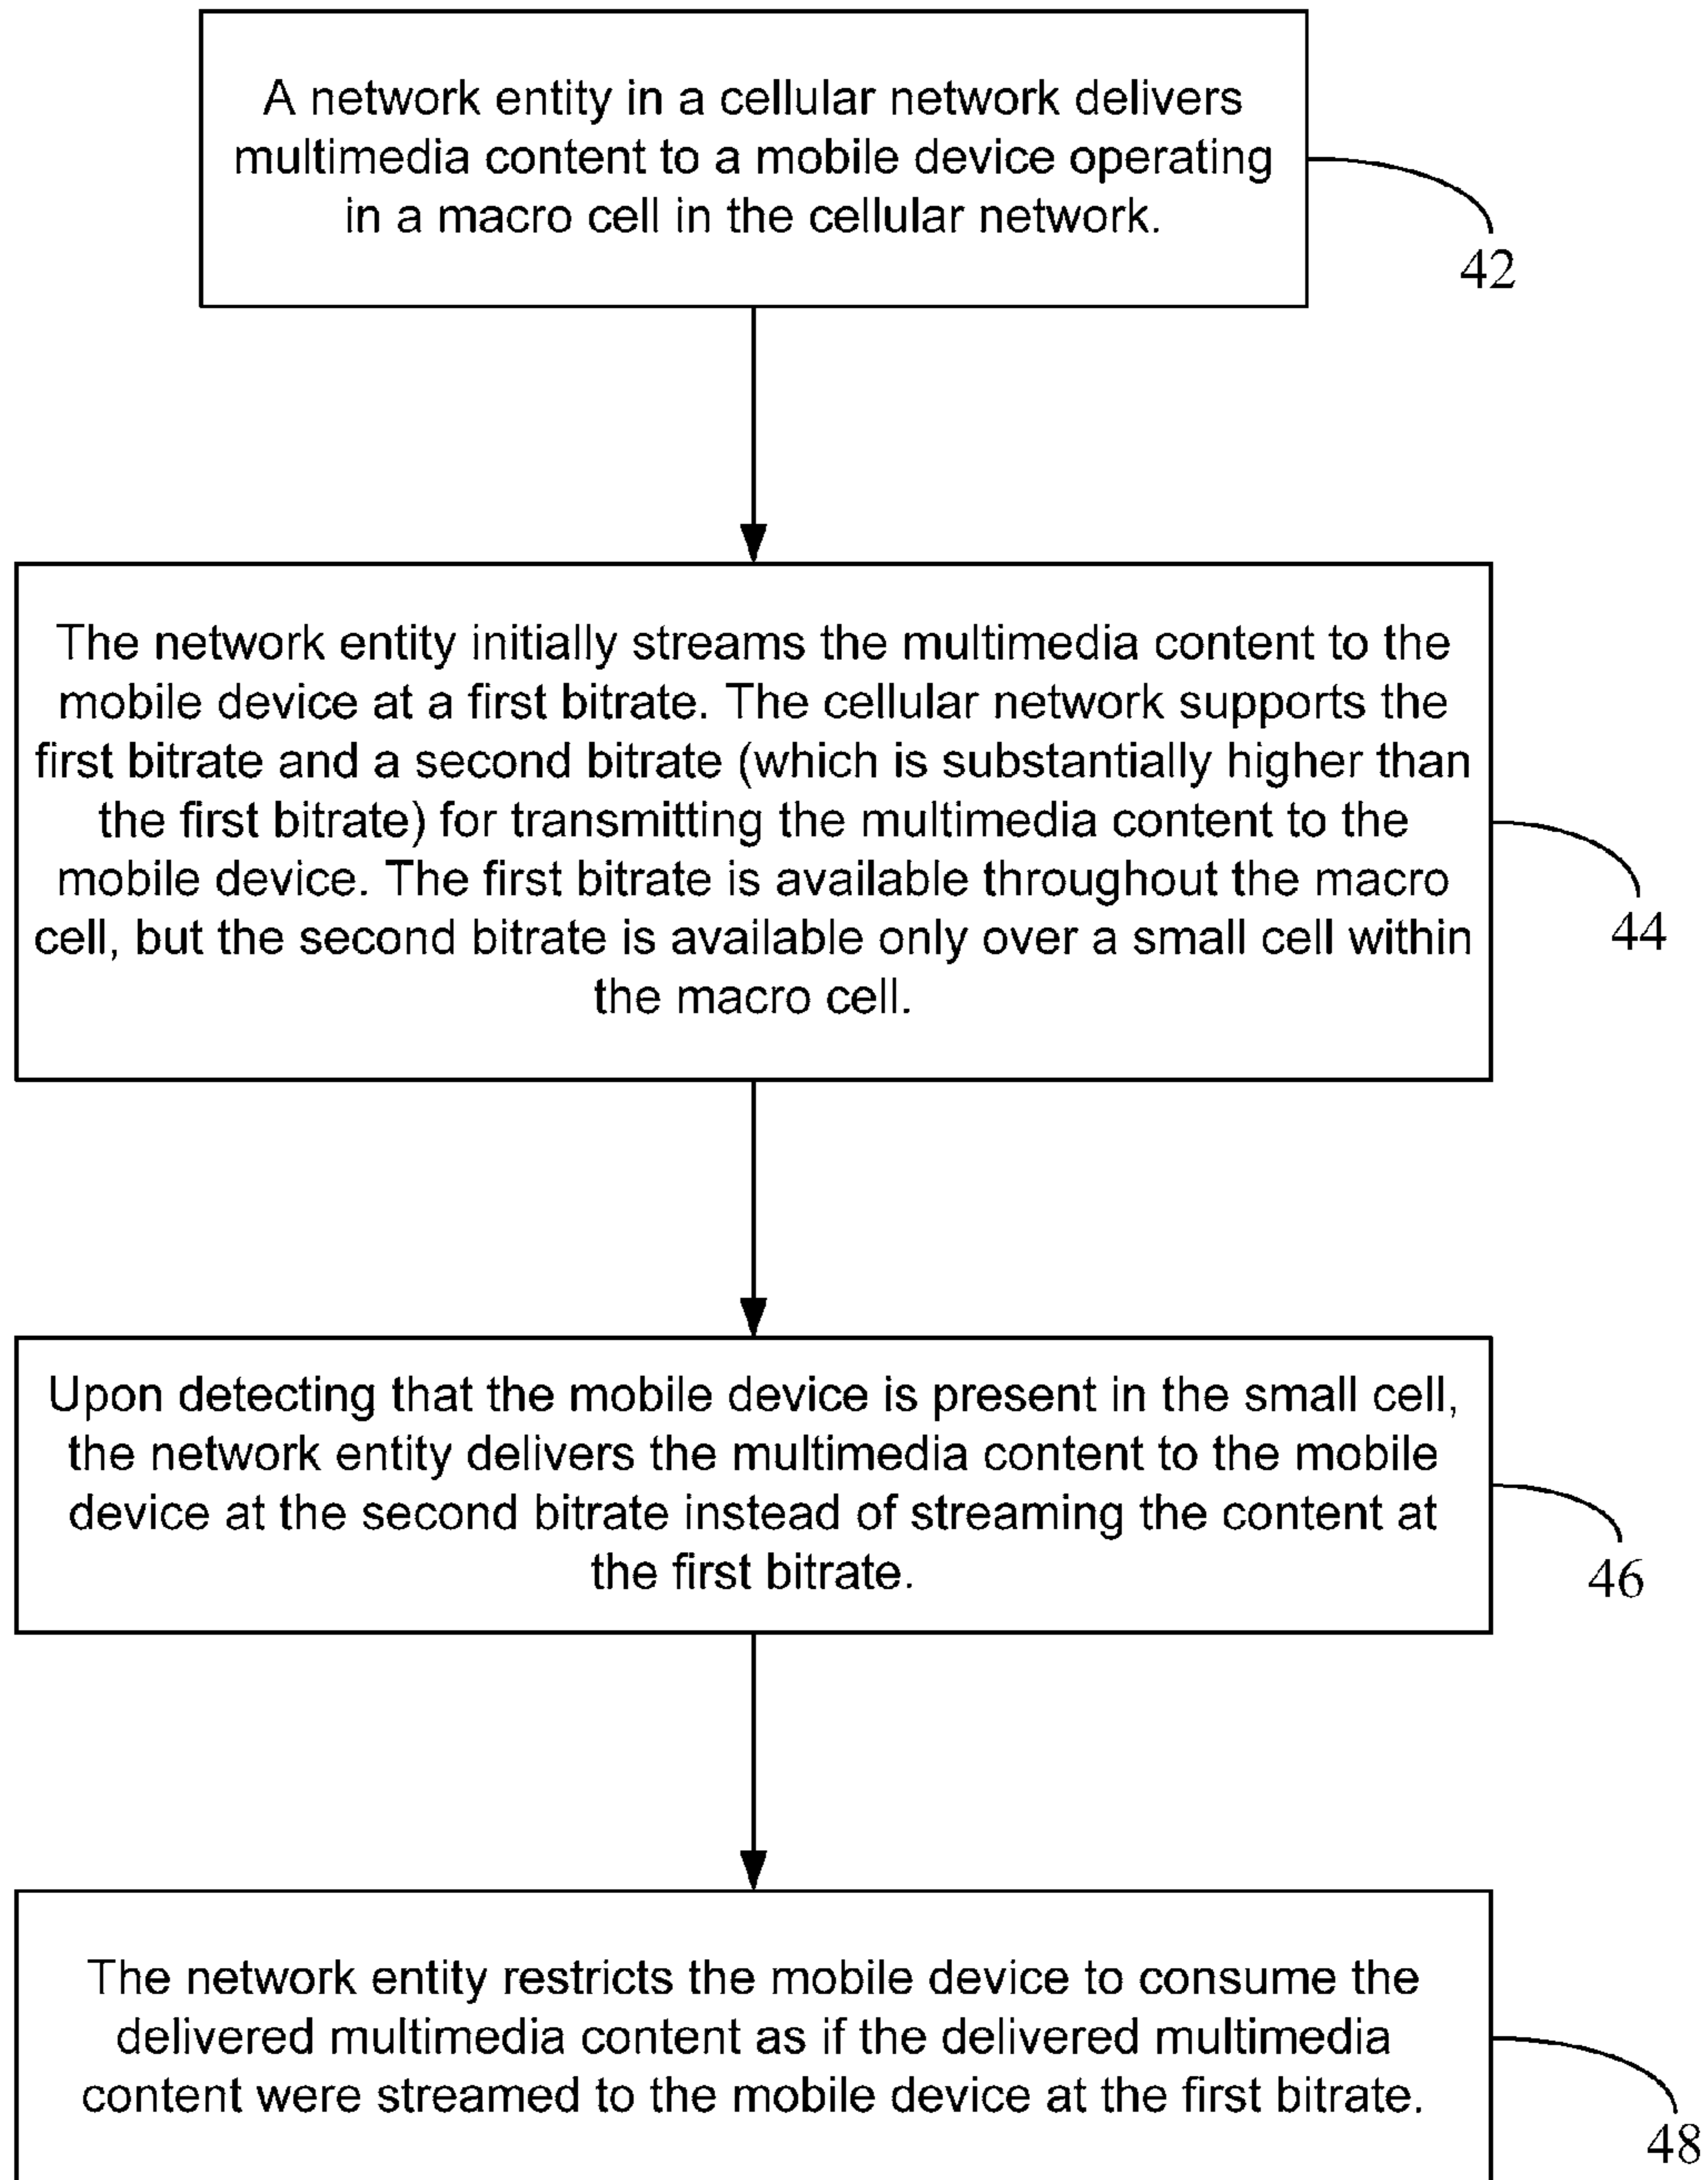 A network entity in a cellular network delivers
multimedia content to a mobile device operating
in a macro cell in the cellular network.
42
The network entity initially streams the multimedia content to the
mobile device at a first bitrate. The cellular network supports the
first bitrate and a second bitrate (which is substantially higher than
the first bitrate) for transmitting the multimedia content to the
mobile device. The first bitrate is available throughout the macro
cell, but the second bitrate is available only over a small cell within
the macro cell.
44
Upon detecting that the mobile device is present in the small cell,
the network entity delivers the multimedia content to the mobile
device at the second bitrate instead of streaming the content at
the first bitrate.
46
The network entity restricts the mobile device to consume the
delivered multimedia content as if the delivered multimedia
content were streamed to the mobile device at the first bitrate.
48